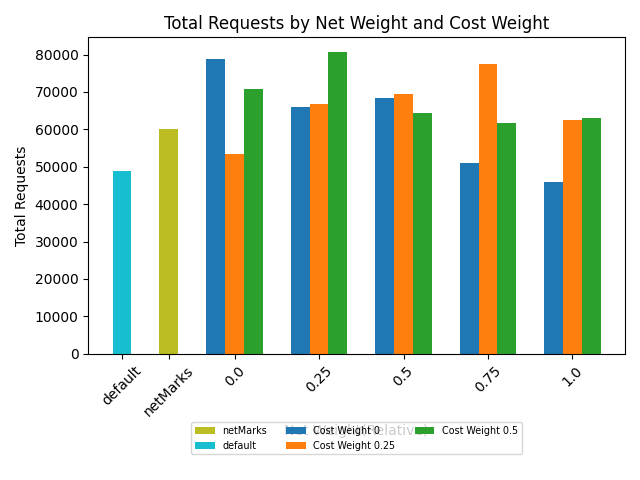 Total Requests by Net Weight and Cost Weight
Total Requests
80000
70000
60000
50000
40000
30000
20000
10000
0
default
netMarks
0.0
0.25
0.5
0.75
1.0
netMarks
default
Cost Weight 0
Cost Weight 0.25
Cost Weight 0.5